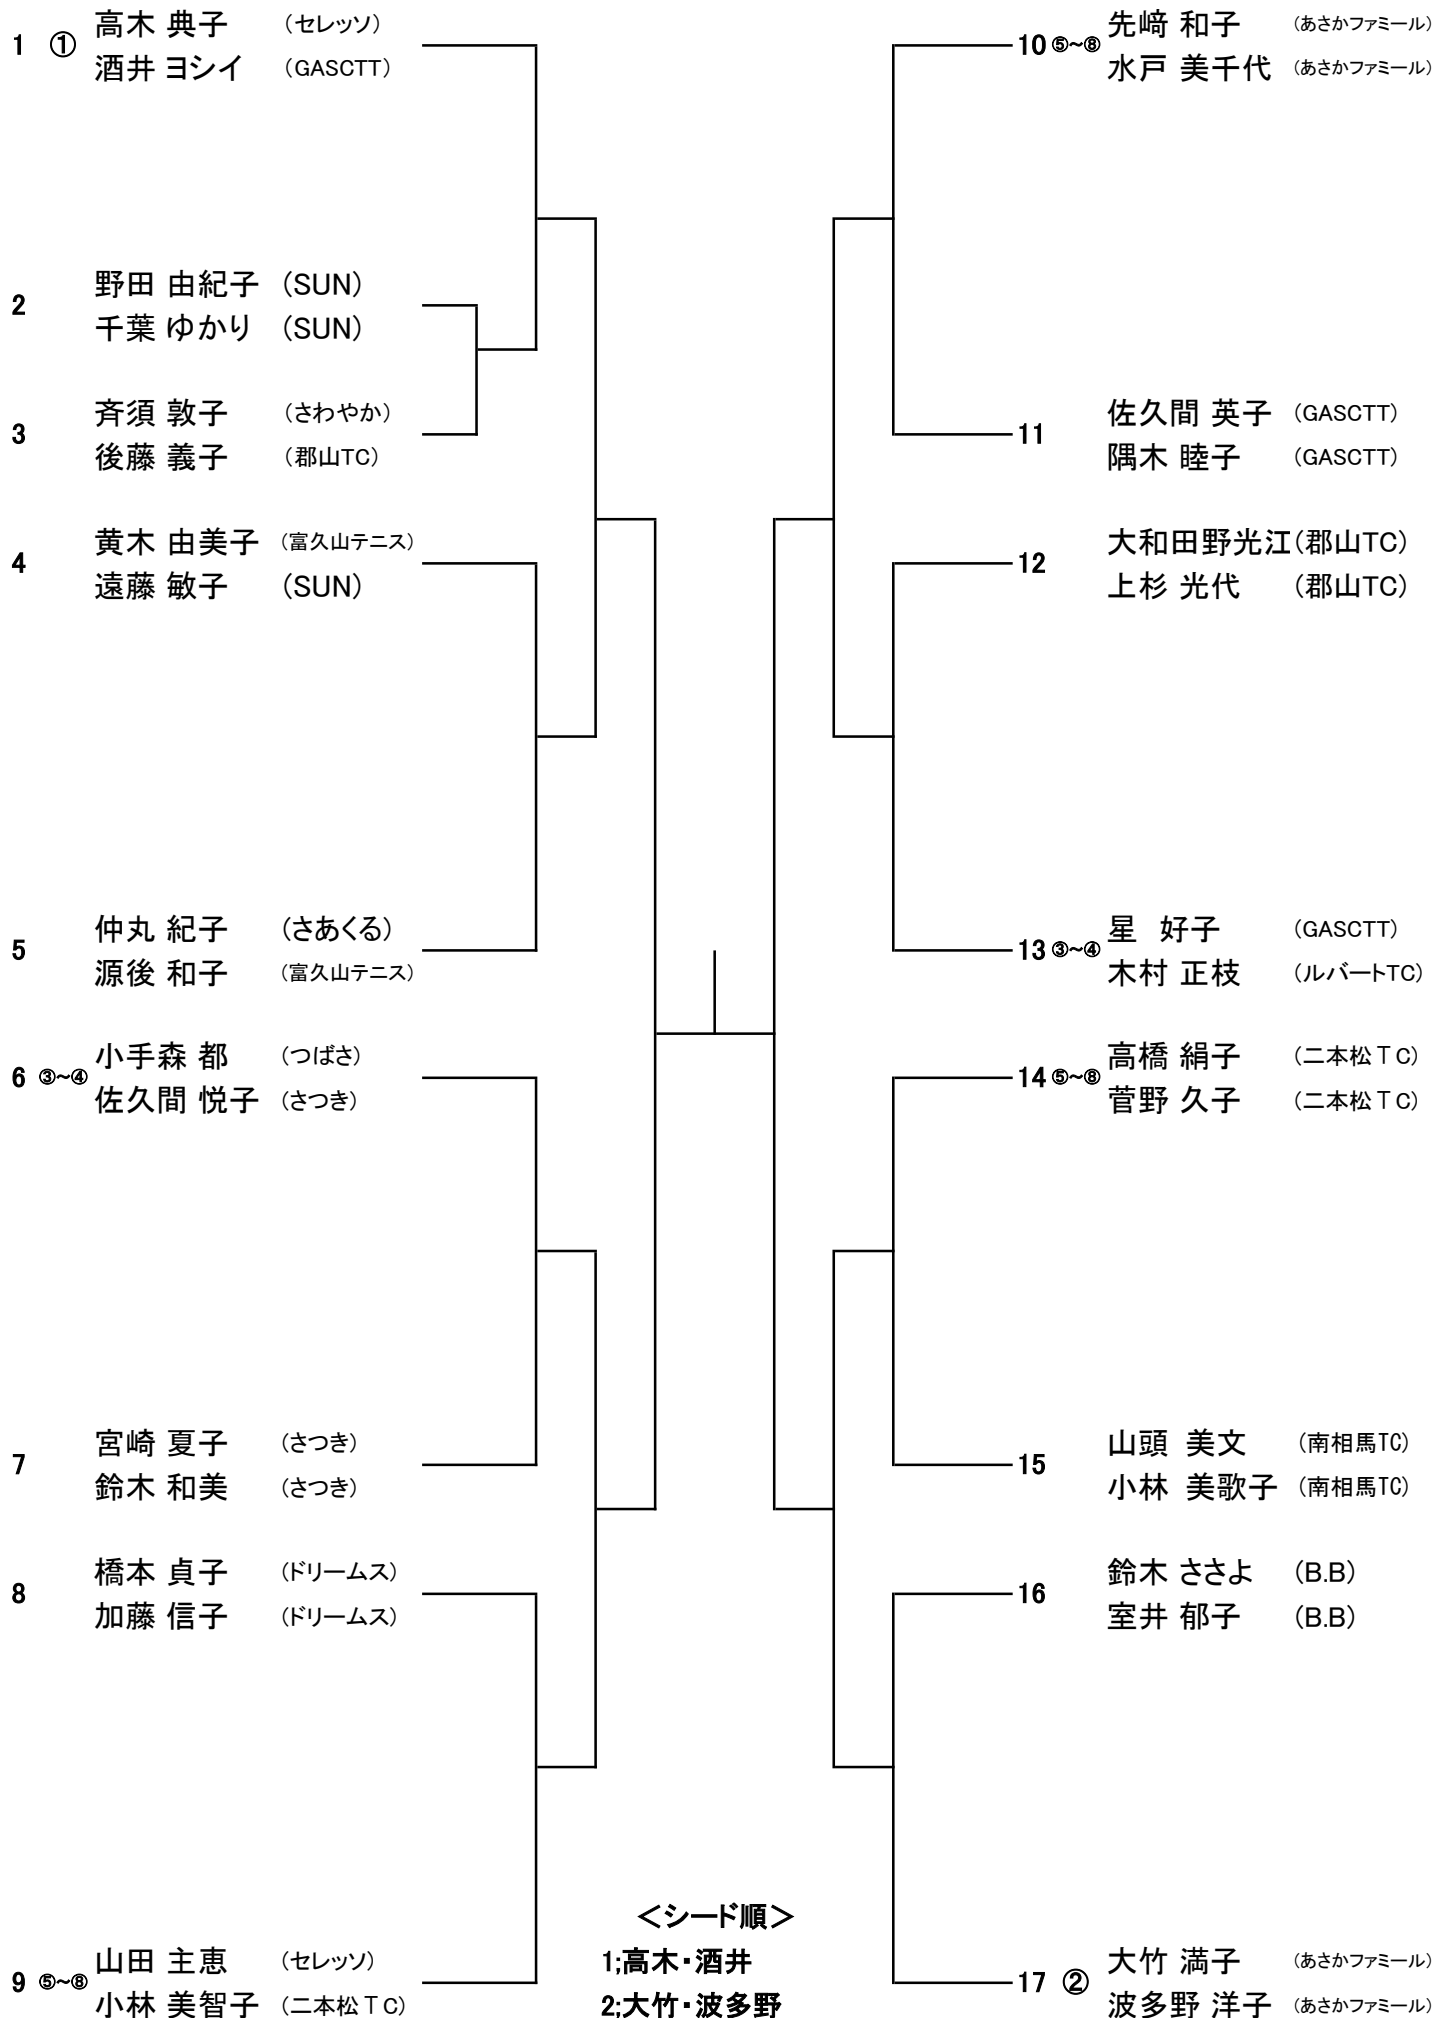 1 ① 高木 典子 (セレッソ)
酒井 ヨシイ (GASCTT)
2 野田 由紀子 (SUN)
千葉 ゆかり (SUN)
3 斉須 敦子 (さわやか)
後藤 義子 (郡山TC)
4 黄木 由美子 (富久山テニス)
遠藤 敏子 (SUN)
5 仲丸 紀子 (さあくる)
源後 和子 (富久山テニス)
6 ③~④ 小手森 都 (つばさ)
佐久間 悦子 (さつき)
7 宮崎 夏子 (さつき)
鈴木 和美 (さつき)
8 橋本 貞子 (ドリームス)
加藤 信子 (ドリームス)
9 ⑤~⑧ 山田 主恵 (セレッソ)
小林 美智子 (二本松TC)
10 ⑤~⑧ 先﨑 和子 (あさかファミール)
水戸 美千代 (あさかファミール)
11 佐久間 英子 (GASCTT)
隅木 睦子 (GASCTT)
12 大和田野光江 (郡山TC)
上杉 光代 (郡山TC)
13 ③~④ 星 好子 (GASCTT)
木村 正枝 (ルバートTC)
14 ⑤~⑧ 高橋 絹子 (二本松TC)
菅野 久子 (二本松TC)
15 山頭 美文 (南相馬TC)
小林 美歌子 (南相馬TC)
16 鈴木 ささよ (B.B)
室井 郁子 (B.B)
17 ② 大竹 満子 (あさかファミール)
波多野 洋子 (あさかファミール)
＜シード順＞
1;高木・酒井
2;大竹・波多野